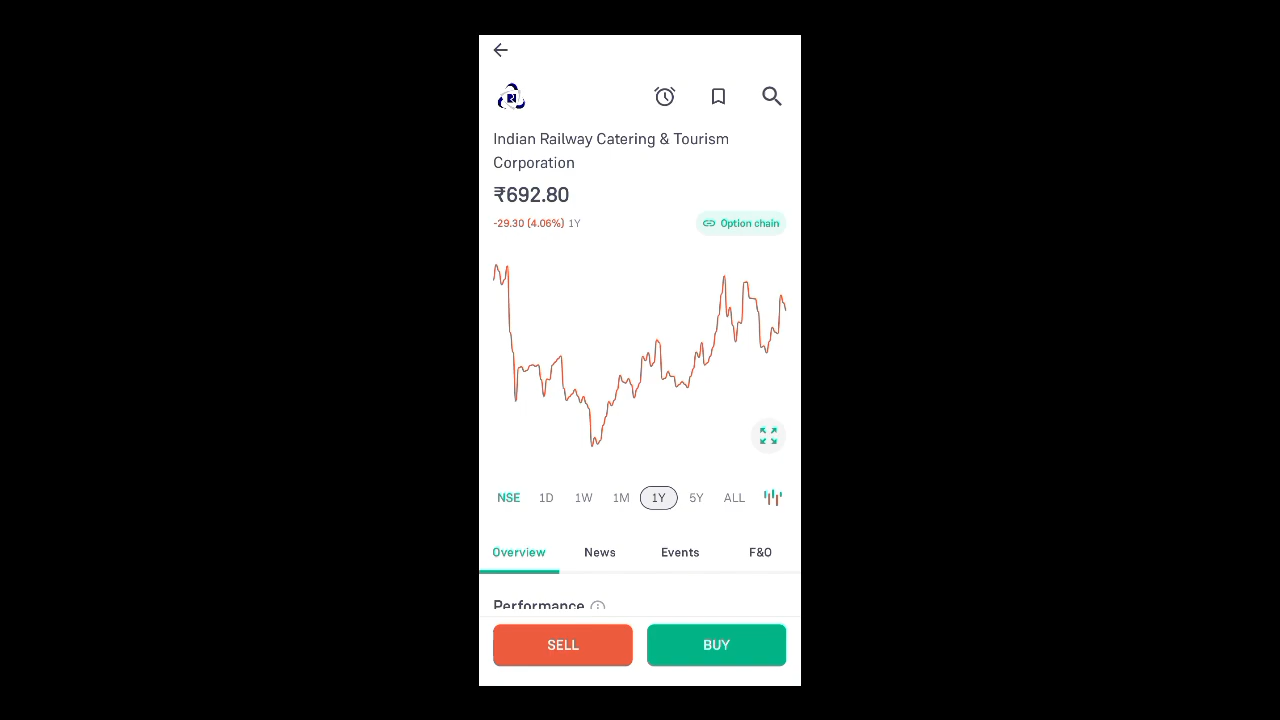 Indian Railway Catering & Tourism
Corporation
₹692.80
-29.30 (4.06%) 1Y
Option chain
NSE 1D 1W 1M 1Y 5Y ALL
Overview News Events F&O
Performance
SELL BUY